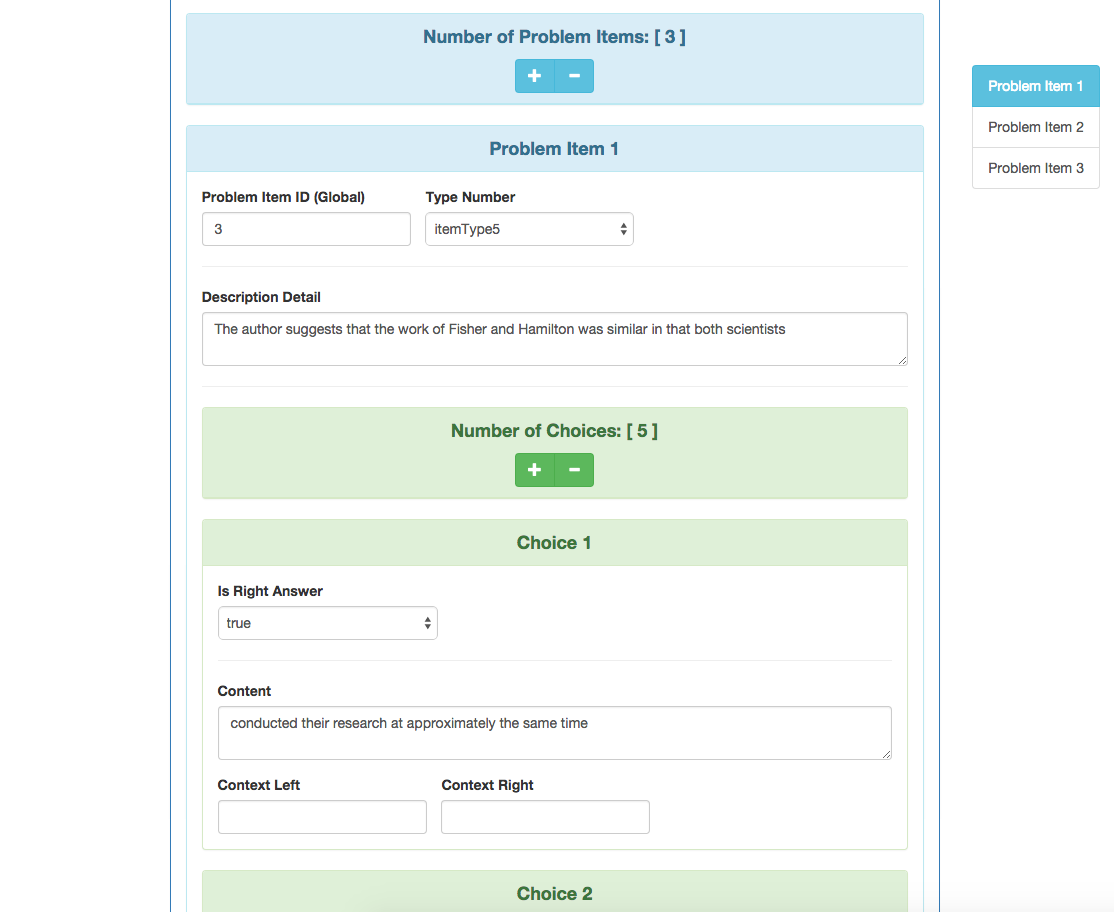 Number of Problem Items: [ 3 ]
+ −
Problem Item 1
Problem Item 2
Problem Item 3
Problem Item 1
Problem Item ID (Global) Type Number
3 itemType5
Description Detail
The author suggests that the work of Fisher and Hamilton was similar in that both scientists
Number of Choices: [ 5 ]
+ −
Choice 1
Is Right Answer
true
Content
conducted their research at approximately the same time
Context Left Context Right
Choice 2